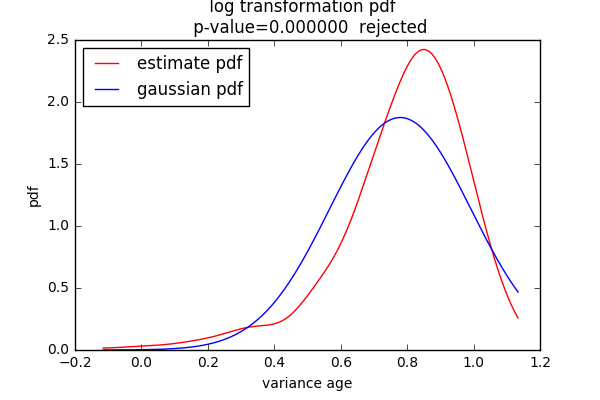 log transformation pdf
p-value=0.000000  rejected
2.5
2.0
1.5
1.0
0.5
0.0
pdf
estimate pdf
gaussian pdf
−0.2 0.0 0.2 0.4 0.6 0.8 1.0 1.2
variance age